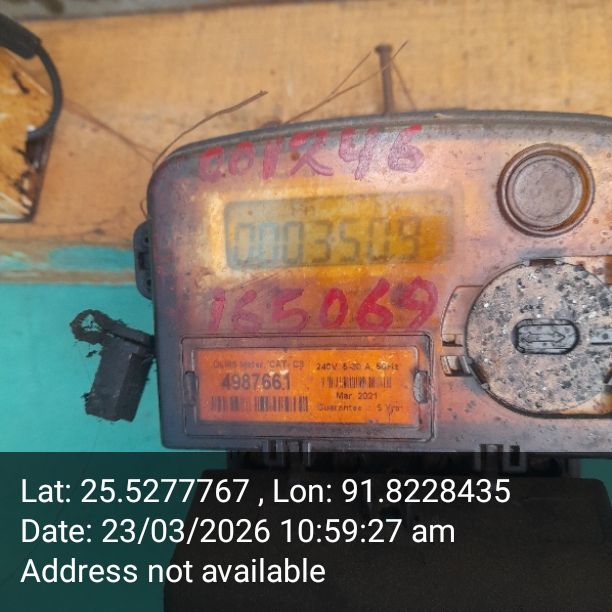 0003509
165069
4987661
240V, 5-30 A, 50Hz
Mar. 2021
Guarantee : 5 Yrs
Lat: 25.5277767 , Lon: 91.8228435
Date: 23/03/2026 10:59:27 am
Address not available